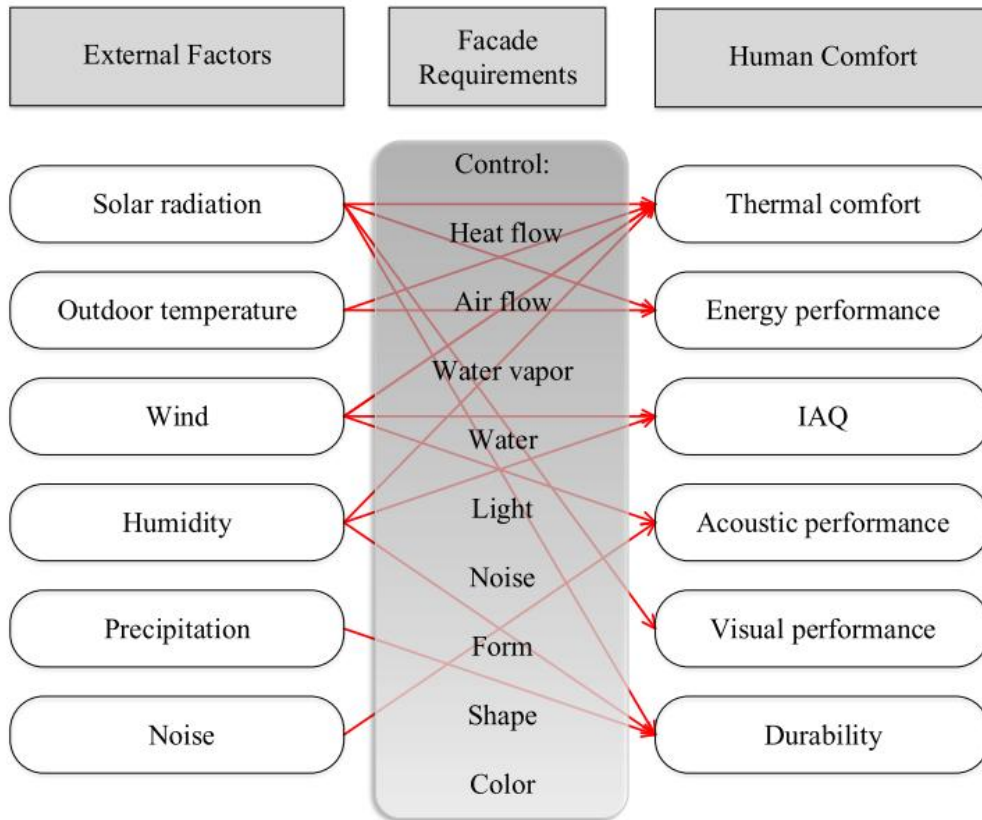 External Factors
Facade
Requirements
Human Comfort
Solar radiation
Outdoor temperature
Wind
Humidity
Precipitation
Noise
Control:
Heat flow
Air flow
Water vapor
Water
Light
Noise
Form
Shape
Color
Thermal comfort
Energy performance
IAQ
Acoustic performance
Visual performance
Durability